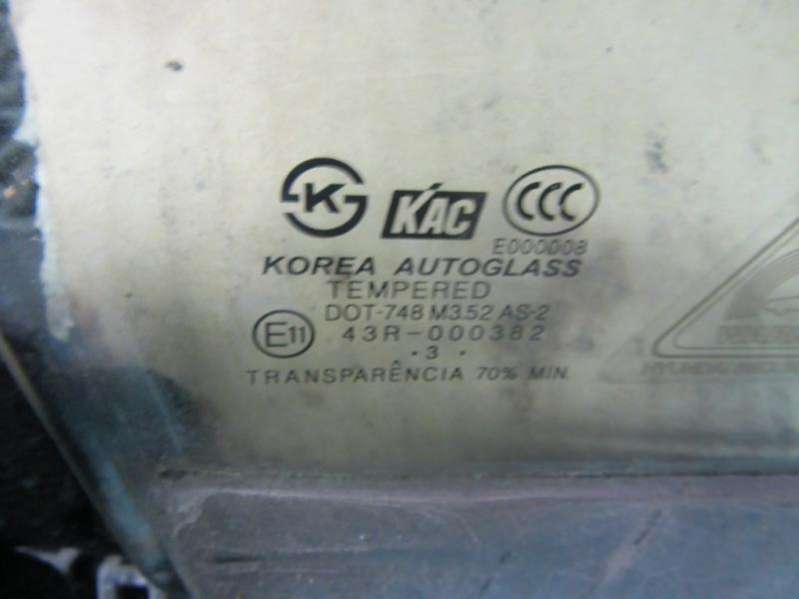 K KAC CCC
E000008
KOREA AUTOGLASS
TEMPERED
DOT-748 M3.52 AS-2
E11 43R-000382
·3·
TRANSPARÊNCIA 70% MIN.